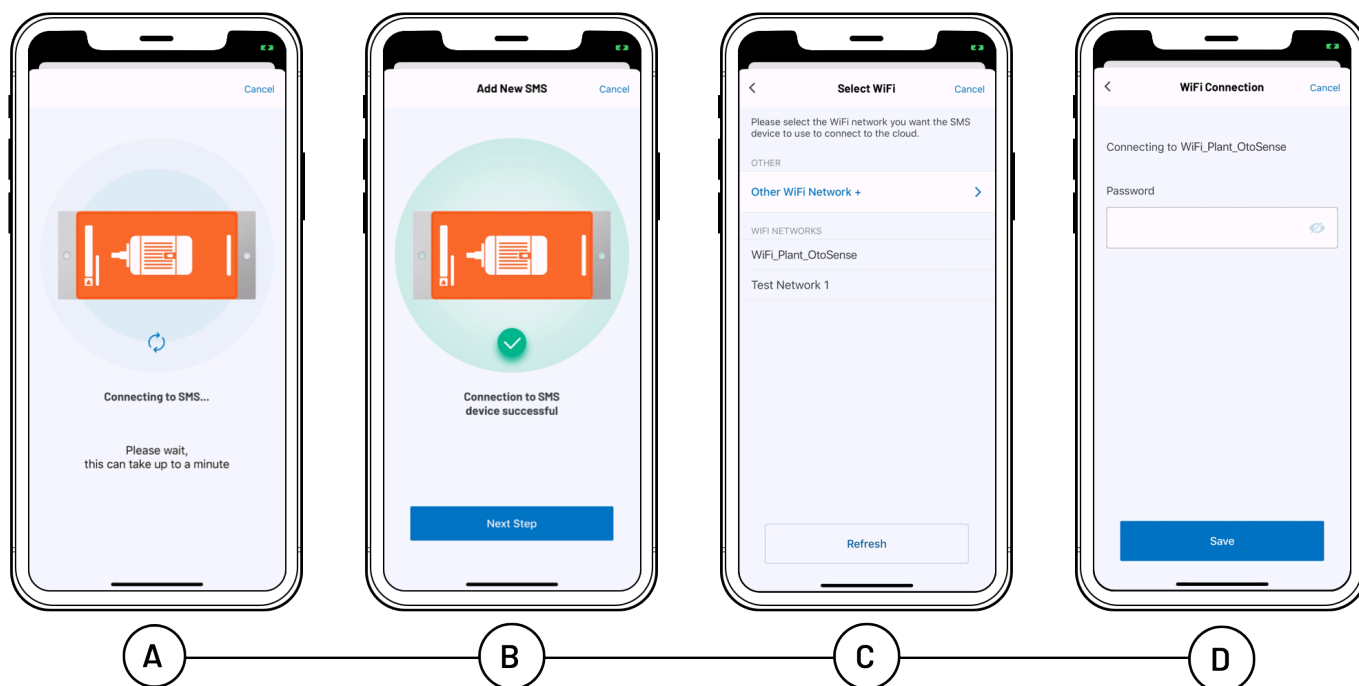 Cancel
Connecting to SMS...
Please wait,
this can take up to a minute
A
Add New SMS
Cancel
Connection to SMS
device successful
Next Step
B
Select WiFi
Cancel
Please select the WiFi network you want the SMS
device to use to connect to the cloud.
OTHER
Other WiFi Network +
WIFI NETWORKS
WiFi_Plant_OtoSense
Test Network 1
Refresh
C
WiFi Connection
Cancel
Connecting to WiFi_Plant_OtoSense
Password
Save
D